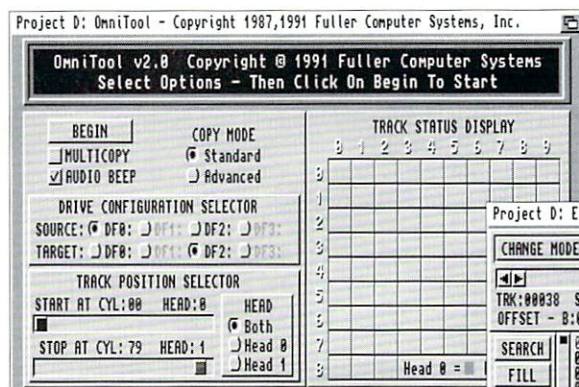 Project D: OmniTool - Copyright 1987,1991 Fuller Computer Systems, Inc.
OmniTool v2.0 Copyright © 1991 Fuller Computer Systems
Select Options - Then Click On Begin To Start
BEGIN
MULTICOPY
AUDIO BEEP
COPY MODE
Standard
Advanced
DRIVE CONFIGURATION SELECTOR
SOURCE: DF0: DF1: DF2: DF3:
TARGET: DF0: DF1: DF2: DF3:
TRACK POSITION SELECTOR
START AT CYL:00 HEAD:0
STOP AT CYL: 79 HEAD: 1
HEAD
Both
Head 0
Head 1
TRACK STATUS DISPLAY
0 1 2 3 4 5 6 7 8 9
0
1
2
3
4
5
6
7
8
Head 0 =
Project D: E
CHANGE MODE
TRK:00038 S
OFFSET - B:0
SEARCH
FILL